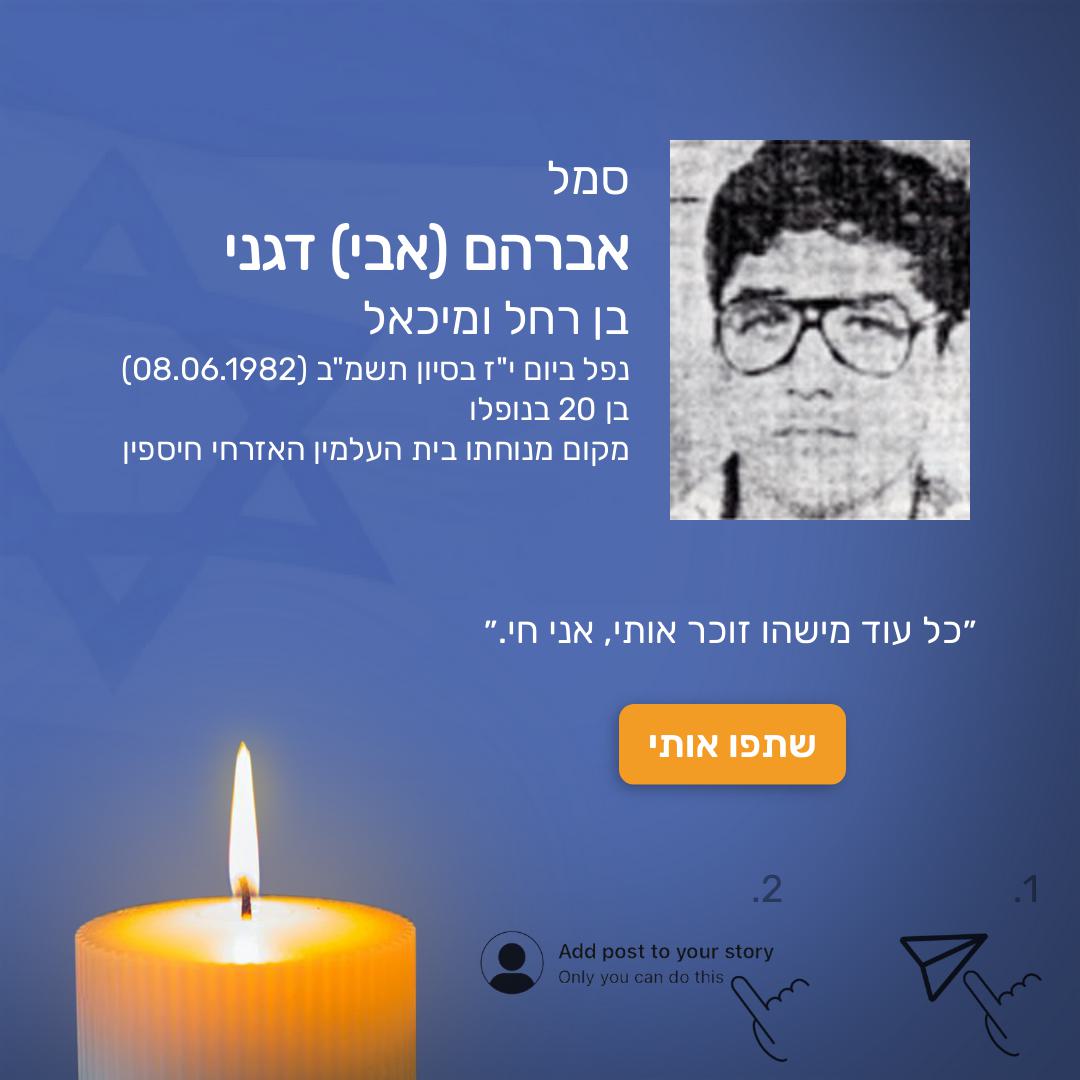 סמל
אברהם (אבי) דגני
בן רחל ומיכאל
נפל ביום י"ז בסיון תשמ"ב (08.06.1982)
בן 20 בנופלו
מקום מנוחתו בית העלמין האזרחי חיספין
״כל עוד מישהו זוכר אותי, אני חי.״
שתפו אותי
.1
.2
Add post to your story
Only you can do this